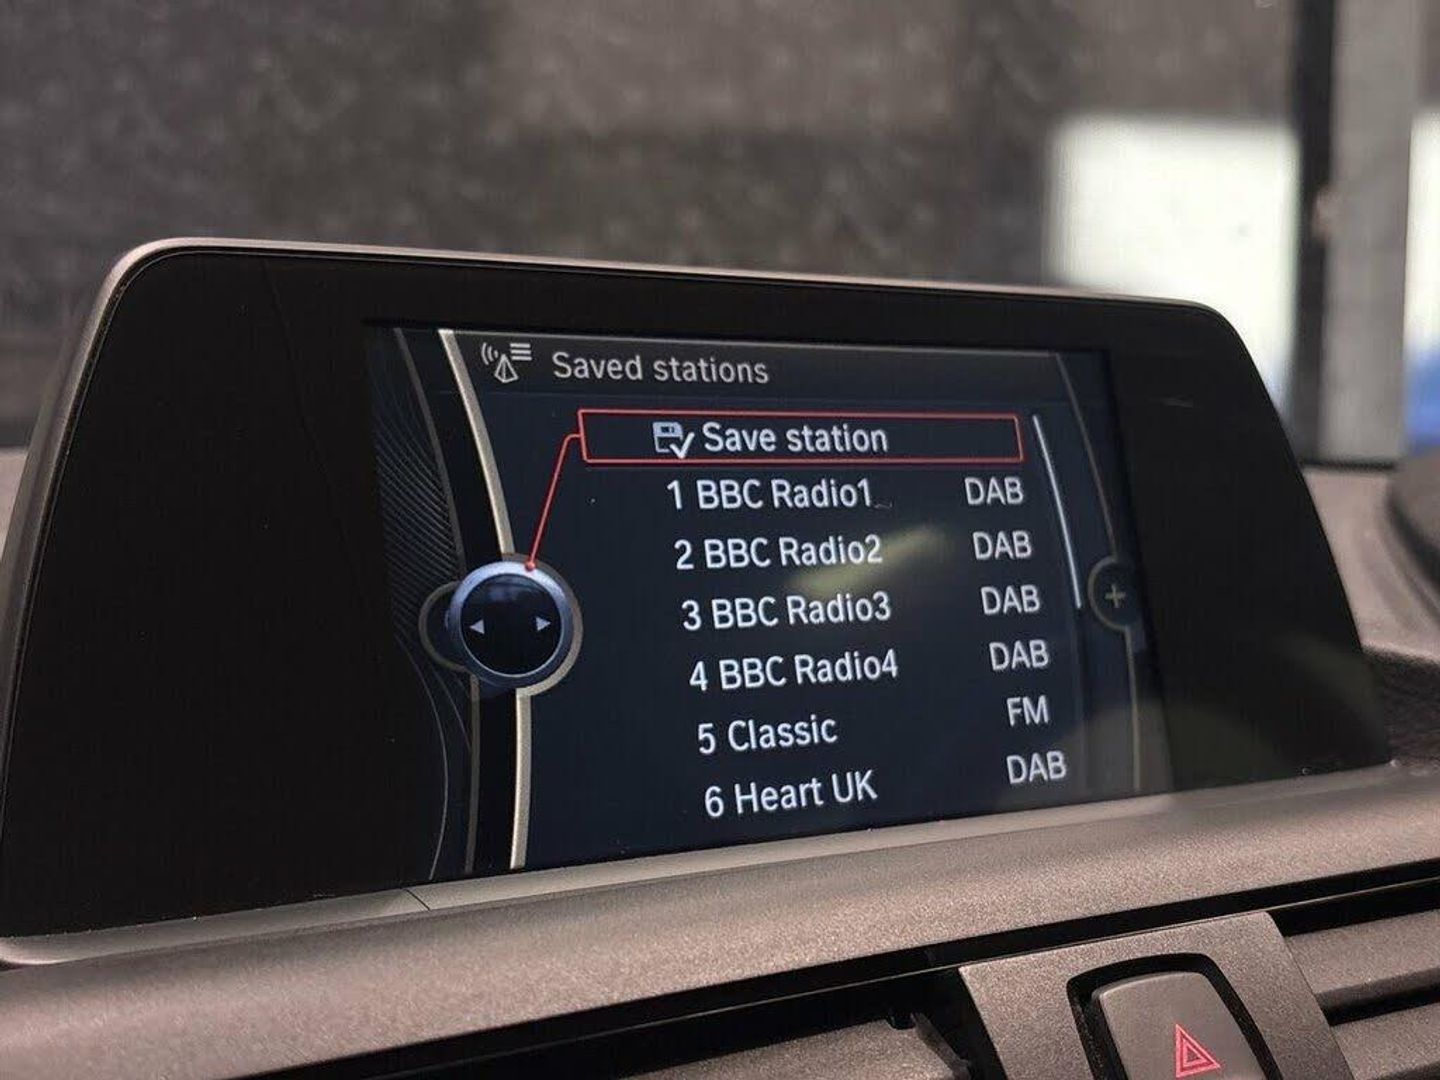 Saved stations
Save station
1 BBC Radio1 DAB
2 BBC Radio2 DAB
3 BBC Radio3 DAB
4 BBC Radio4 DAB
5 Classic FM
6 Heart UK DAB